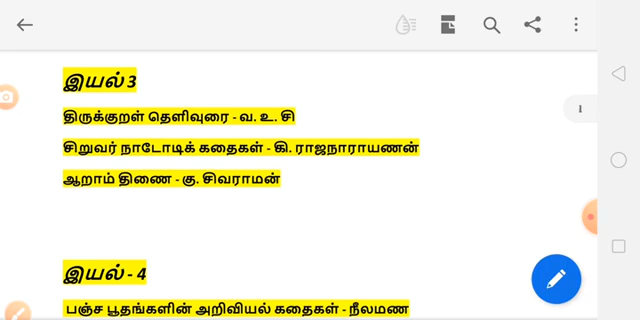 இயல் 3
திருக்குறள் தெளிவுரை - வ. உ. சி
1
சிறுவர் நாடோடிக் கதைகள் - கி. ராஜநாராயணன்
ஆறாம் திணை - கு. சிவராமன்
இயல் - 4
பஞ்ச பூதங்களின் அறிவியல் கதைகள் - நீலமண